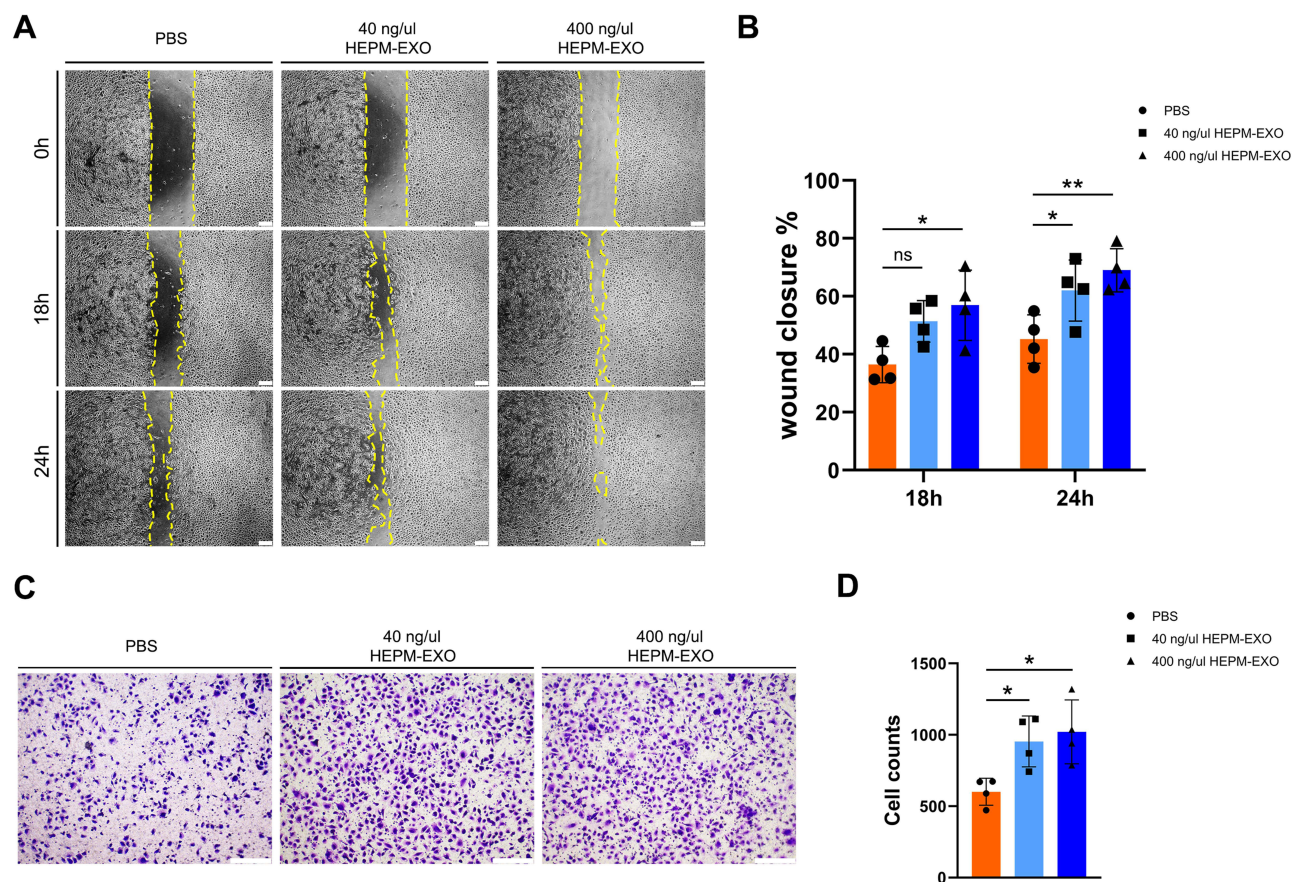 A
PBS
40 ng/ul
HEPM-EXO
400 ng/ul
HEPM-EXO
0h
18h
24h
B
PBS
40 ng/ul HEPM-EXO
400 ng/ul HEPM-EXO
wound closure %
100
80
60
40
20
0
ns
*
*
**
18h
24h
C
PBS
40 ng/ul
HEPM-EXO
400 ng/ul
HEPM-EXO
D
PBS
40 ng/ul HEPM-EXO
400 ng/ul HEPM-EXO
Cell counts
1500
1000
500
0
*
*